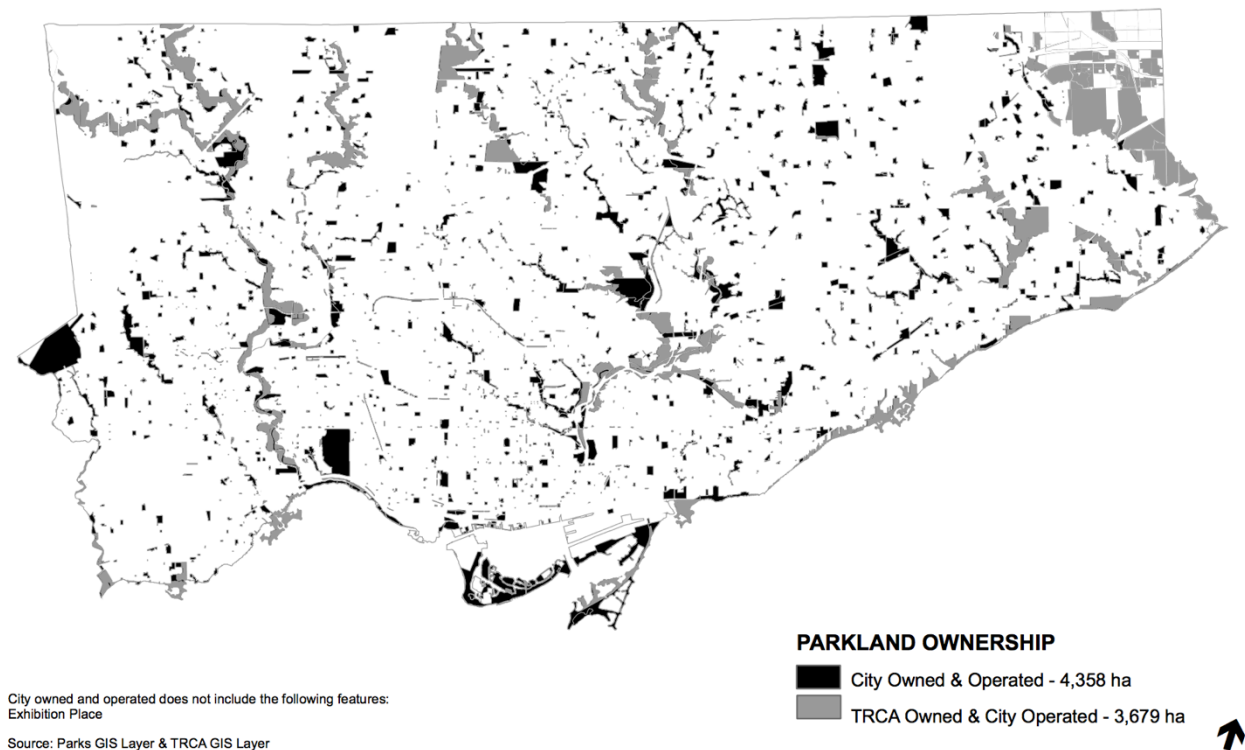 PARKLAND OWNERSHIP
City Owned & Operated - 4,358 ha
TRCA Owned & City Operated - 3,679 ha
City owned and operated does not include the following features:
Exhibition Place
Source: Parks GIS Layer & TRCA GIS Layer